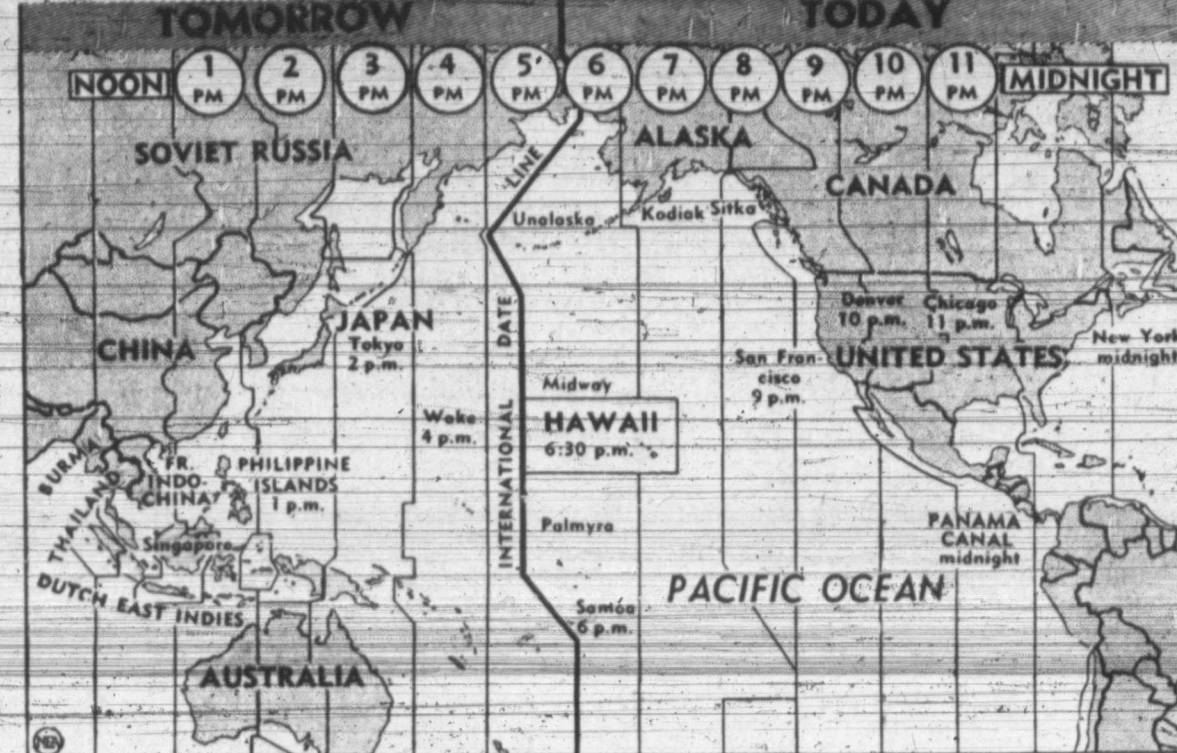 TOMORROW
TODAY
NOON
1
PM
2
PM
3
PM
4
PM
5
PM
6
PM
7
PM
8
PM
9
PM
10
PM
11
PM
MIDNIGHT
SOVIET RUSSIA
LINE
ALASKA
CANADA
Unalaska
Kodiak
Sitka
INTERNATIONAL DATE
JAPAN
Tokyo
2 p.m.
CHINA
Denver
10 p.m.
Chicago
11 p.m.
New York
midnight
San Fran-
cisco
9 p.m.
UNITED STATES
Midway
HAWAII
6:30 p.m.
Wake
4 p.m.
BURMA
THAILAND
FR.
INDO-
CHINA
PHILIPPINE
ISLANDS
1 p.m.
Singapore
DUTCH EAST INDIES
Palmyra
PANAMA
CANAL
midnight
PACIFIC OCEAN
Samoa
6 p.m.
AUSTRALIA
NEA